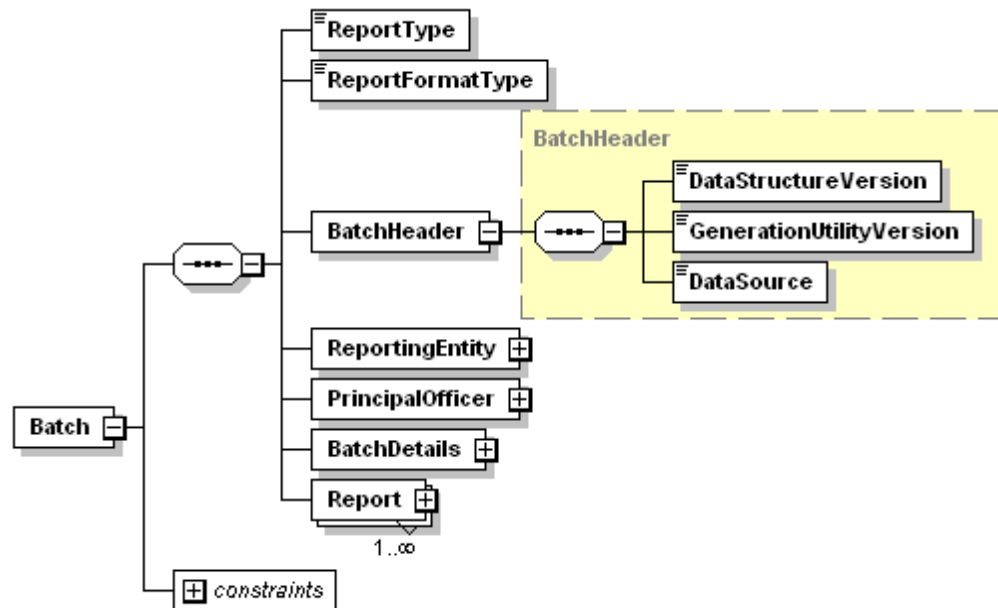 ReportType
ReportFormatType
BatchHeader
DataStructureVersion
BatchHeader
GenerationUtilityVersion
DataSource
ReportingEntity
PrincipalOfficer
Batch
BatchDetails
Report
1..∞
constraints